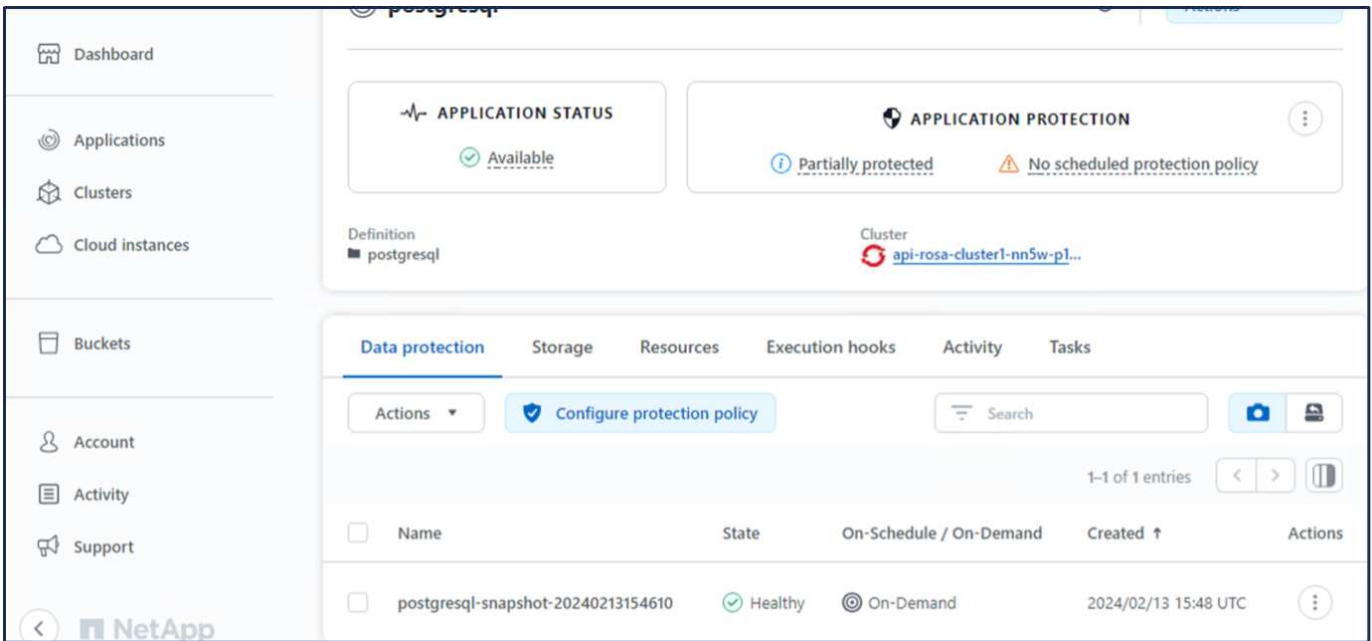 postgresql
Actions
Dashboard
Applications
Clusters
Cloud instances
Buckets
Account
Activity
Support
NetApp
APPLICATION STATUS
Available
APPLICATION PROTECTION
Partially protected
No scheduled protection policy
Definition
postgresql
Cluster
api-rosa-cluster1-nn5w-p1...
Data protection Storage Resources Execution hooks Activity Tasks
Actions Configure protection policy Search
1–1 of 1 entries
Name State On-Schedule / On-Demand Created ↑ Actions
postgresql-snapshot-20240213154610 Healthy On-Demand 2024/02/13 15:48 UTC